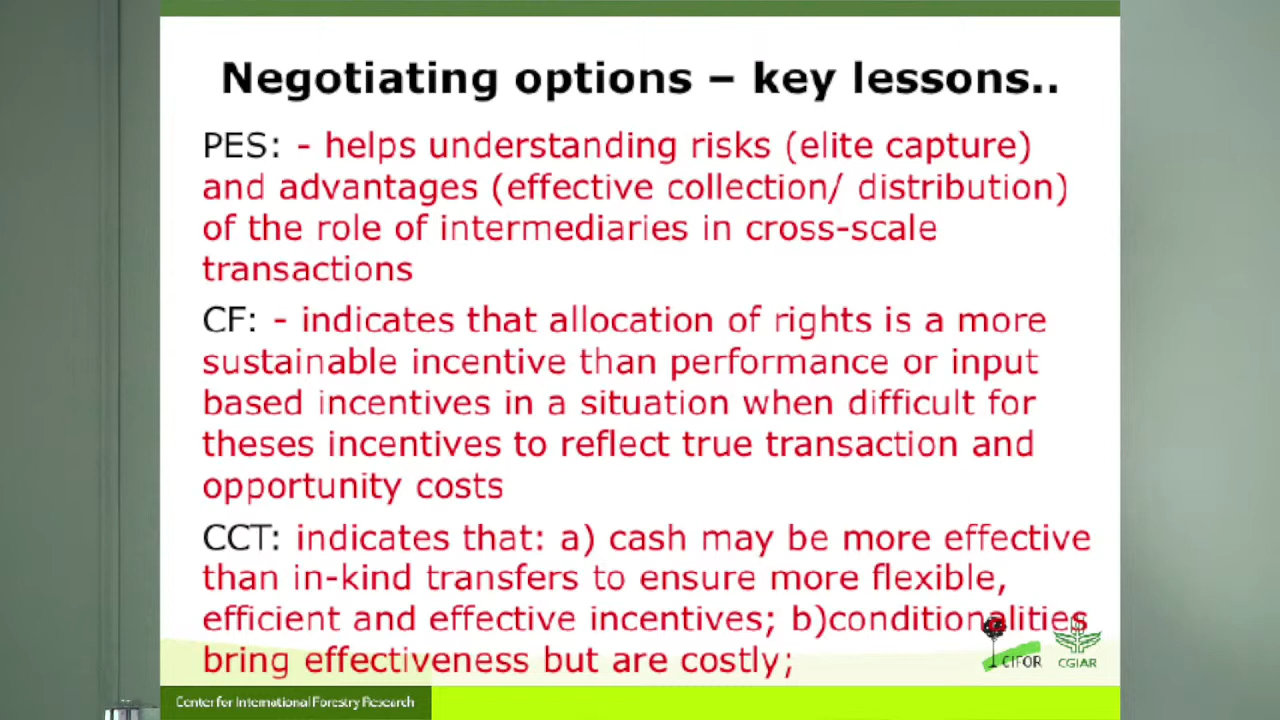 Negotiating options – key lessons..
PES: - helps understanding risks (elite capture)
and advantages (effective collection/ distribution)
of the role of intermediaries in cross-scale
transactions
CF: - indicates that allocation of rights is a more
sustainable incentive than performance or input
based incentives in a situation when difficult for
theses incentives to reflect true transaction and
opportunity costs
CCT: indicates that: a) cash may be more effective
than in-kind transfers to ensure more flexible,
efficient and effective incentives; b)conditionalities
bring effectiveness but are costly;
CIFOR
CGIAR
Center for International Forestry Research